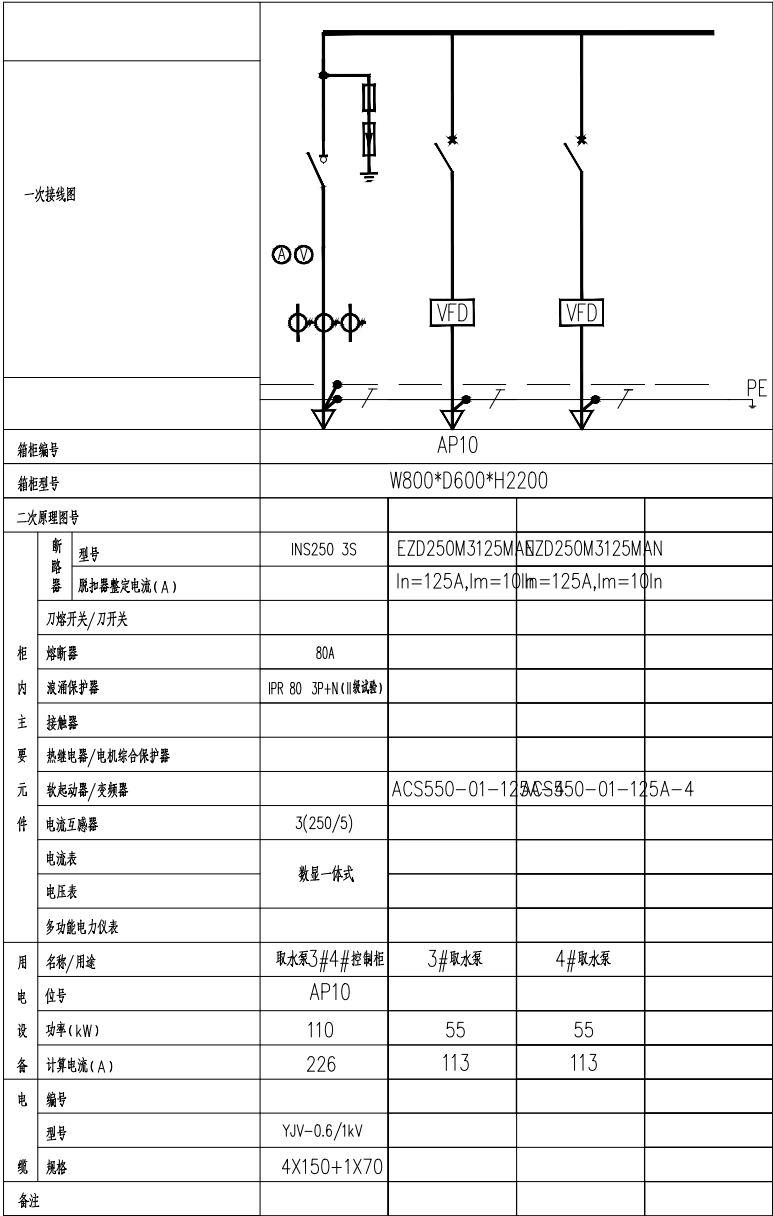 一次接线图
A V
VFD VFD
PE
箱柜编号 AP10
箱柜型号 W800*D600*H2200
二次原理图号
柜内主要元件
断路器 型号 INS250 3S EZD250M3125MAN EZD250M3125MAN
脱扣器整定电流(A) In=125A,Im=10In In=125A,Im=10In
刀熔开关/刀开关
熔断器 80A
浪涌保护器 IPR 80 3P+N(II级试验)
接触器
热继电器/电机综合保护器
软起动器/变频器 ACS550-01-125A-4 ACS550-01-125A-4
电流互感器 3(250/5)
电流表 数显一体式
电压表
多功能电力仪表
用电设备
名称/用途 取水泵3#4#控制柜 3#取水泵 4#取水泵
位号 AP10
功率(kW) 110 55 55
计算电流(A) 226 113 113
电缆
编号
型号 YJV-0.6/1kV
规格 4X150+1X70
备注